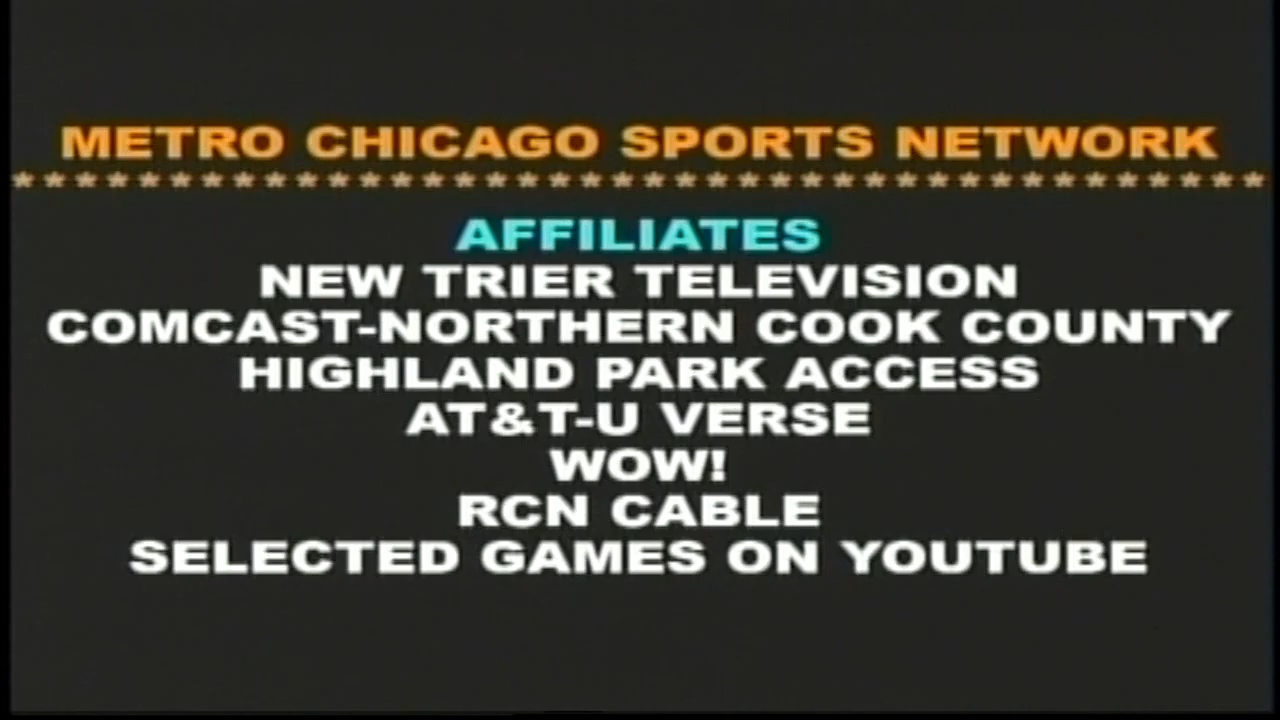 METRO CHICAGO SPORTS NETWORK
****************************************
AFFILIATES
NEW TRIER TELEVISION
COMCAST-NORTHERN COOK COUNTY
HIGHLAND PARK ACCESS
AT&T-U VERSE
WOW!
RCN CABLE
SELECTED GAMES ON YOUTUBE